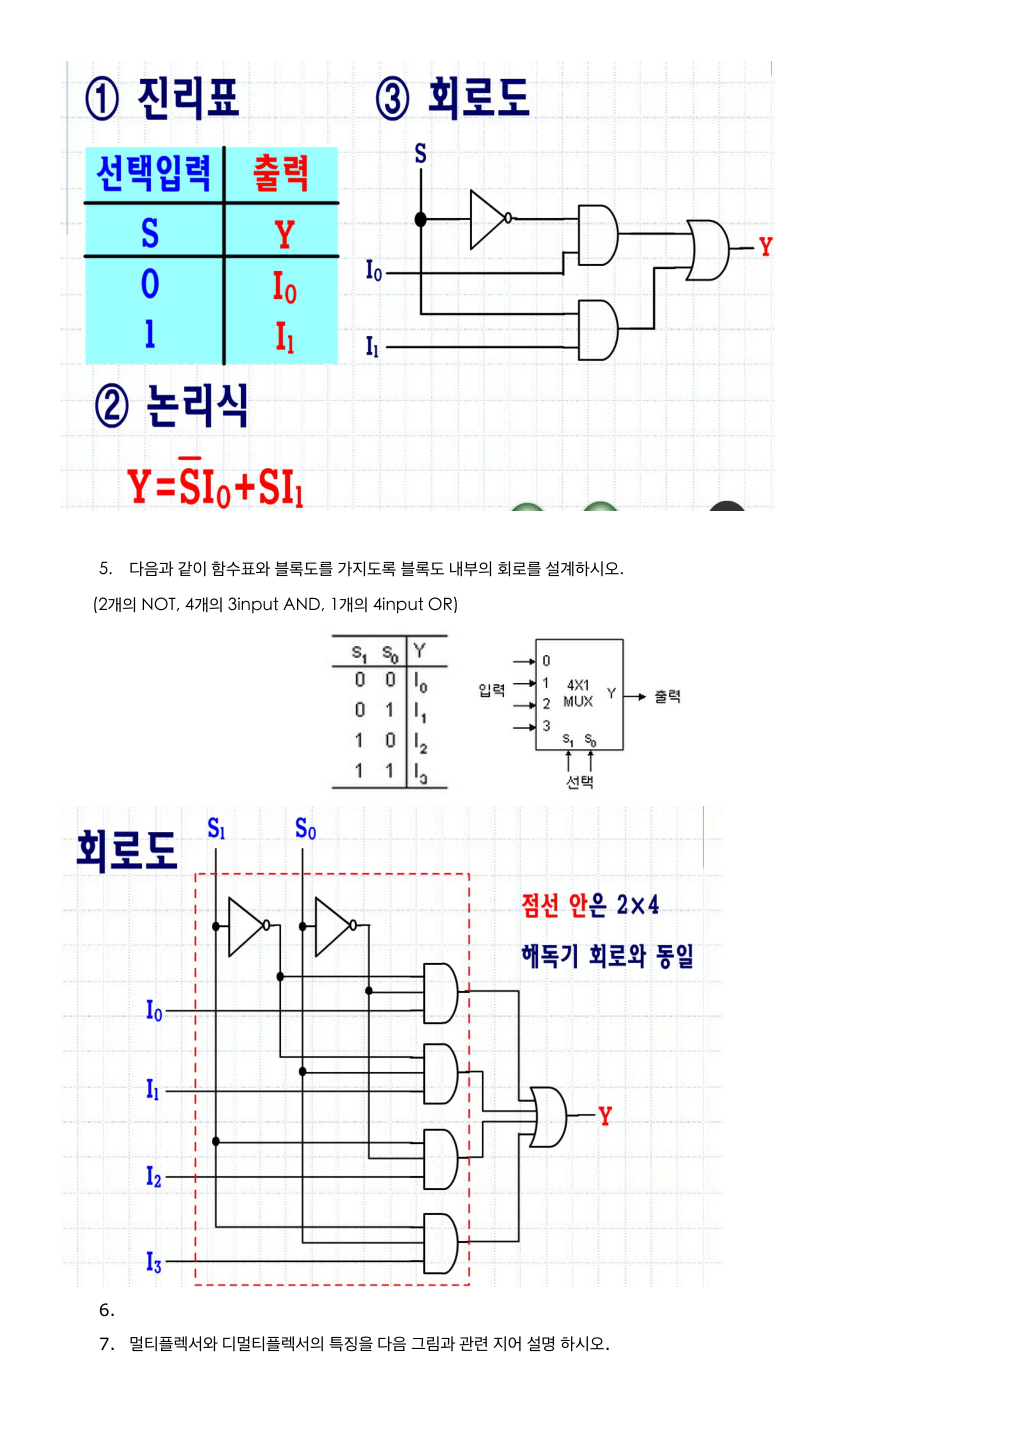 ① 진리표
선택입력 출력
S Y
0 I0
1 I1
② 논리식
Y=S̅I0+SI1
③ 회로도
S
I0
I1
Y
5. 다음과 같이 함수표와 블록도를 가지도록 블록도 내부의 회로를 설계하시오.
(2개의 NOT, 4개의 3input AND, 1개의 4input OR)
S1 S0 Y
0 0 I0
0 1 I1
1 0 I2
1 1 I3
입력
0
1
2
3
4X1
MUX
Y
출력
S1 S0
선택
회로도
S1 S0
점선 안은 2×4
해독기 회로와 동일
I0
I1
Y
I2
I3
6.
7. 멀티플렉서와 디멀티플렉서의 특징을 다음 그림과 관련 지어 설명 하시오.